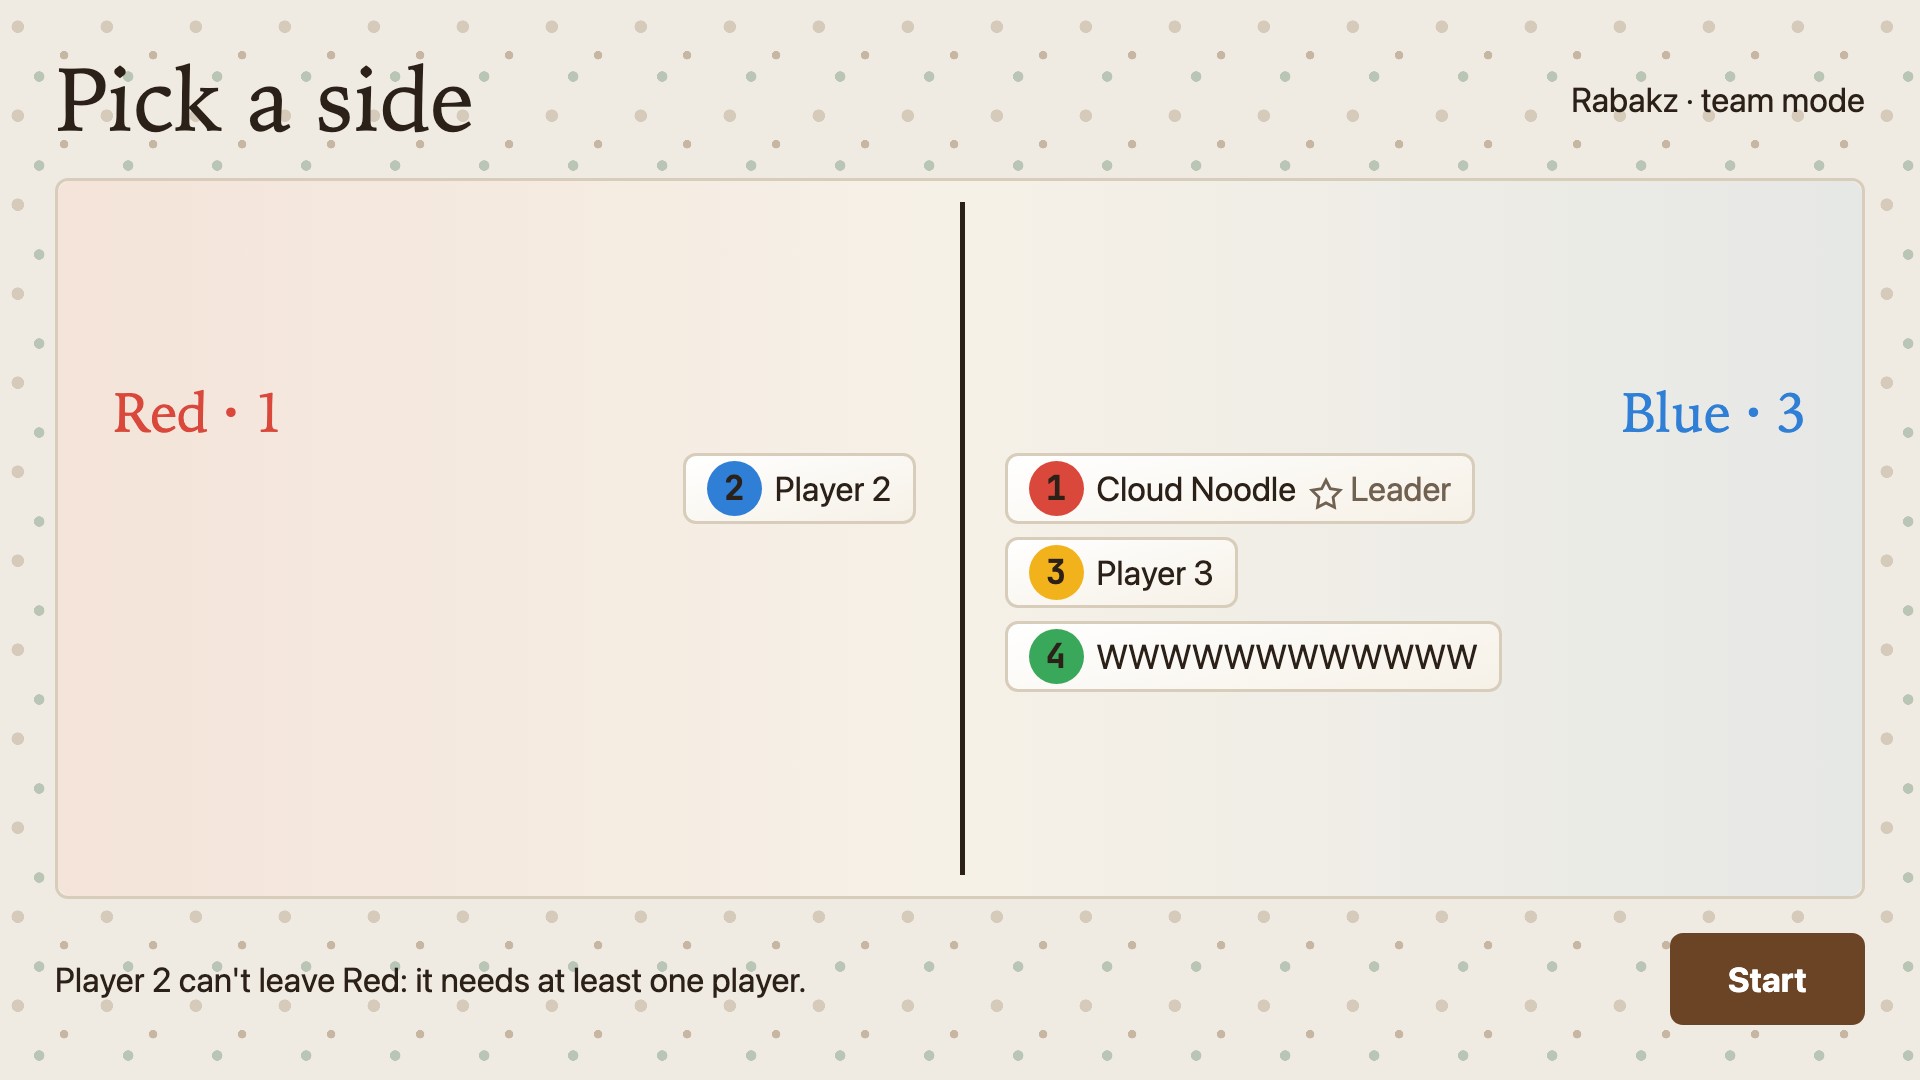 Pick a side
Rabakz · team mode
Red · 1
Blue · 3
2 Player 2
1 Cloud Noodle ☆ Leader
3 Player 3
4 WWWWWWWWWWWW
Player 2 can't leave Red: it needs at least one player.
Start